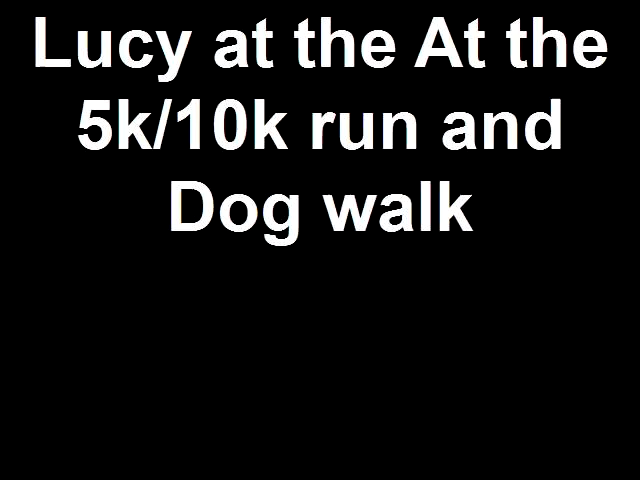 Lucy at the At the
5k/10k run and
Dog walk